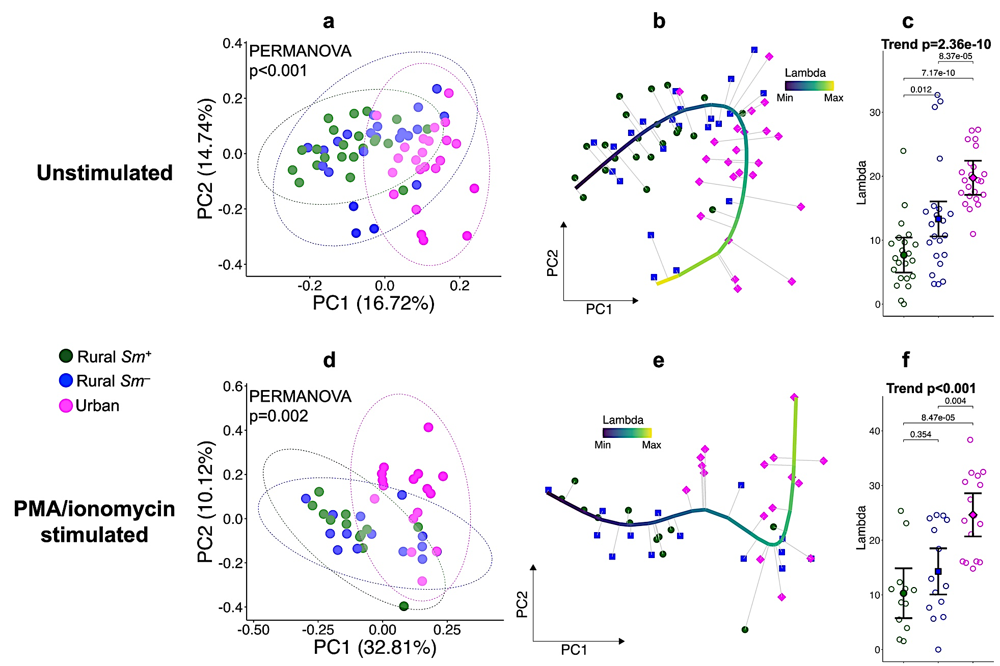 a
b
c
PERMANOVA
p<0.001
0.4
0.2
0.0
-0.2
-0.4
PC2 (14.74%)
-0.2
0.0
0.2
PC1 (16.72%)
Unstimulated
Lambda
Min
Max
PC2
PC1
Trend p=2.36e-10
8.37e-05
7.17e-10
0.012
Lambda
30
20
10
0
Rural Sm+
Rural Sm–
Urban
d
e
f
PERMANOVA
p=0.002
0.6
0.4
0.2
0.0
-0.2
-0.4
PC2 (10.12%)
-0.50
-0.25
0.00
0.25
PC1 (32.81%)
PMA/ionomycin
stimulated
Lambda
Min
Max
PC2
PC1
Trend p<0.001
0.004
8.47e-05
0.354
Lambda
40
30
20
10
0